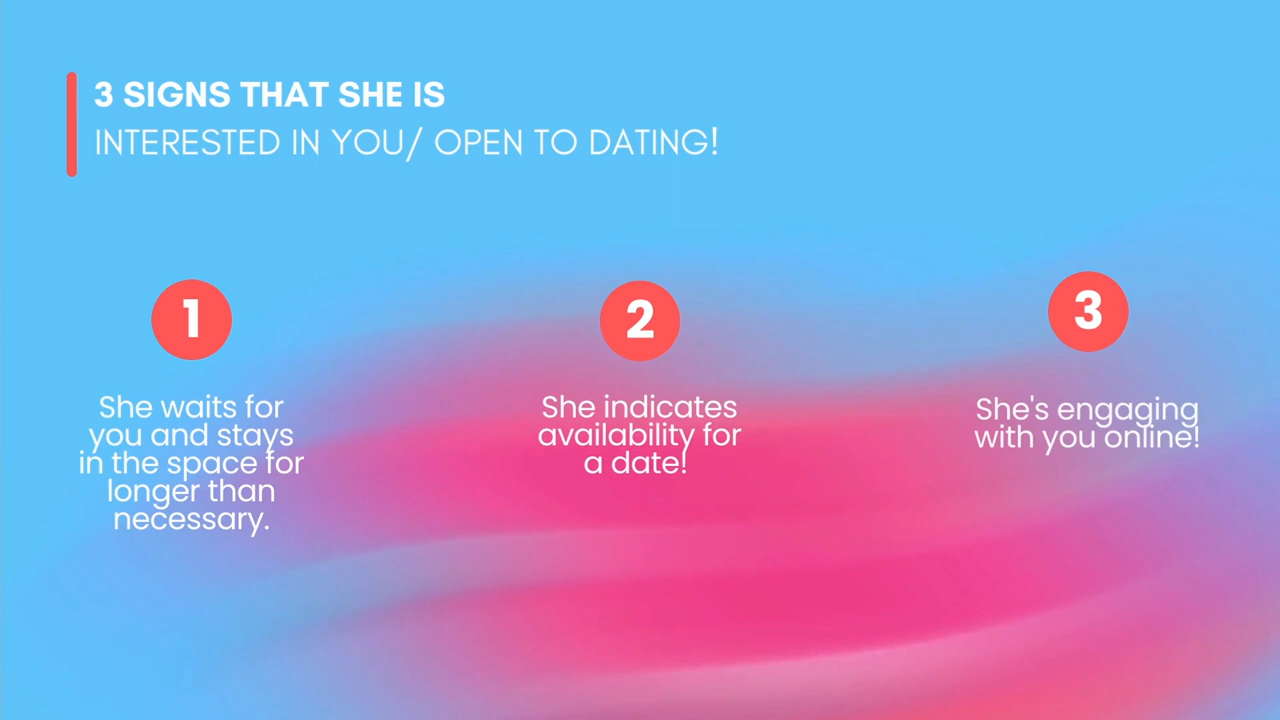 3 SIGNS THAT SHE IS
INTERESTED IN YOU/ OPEN TO DATING!
1
She waits for
you and stays
in the space for
longer than
necessary.
2
She indicates
availability for
a date!
3
She's engaging
with you online!